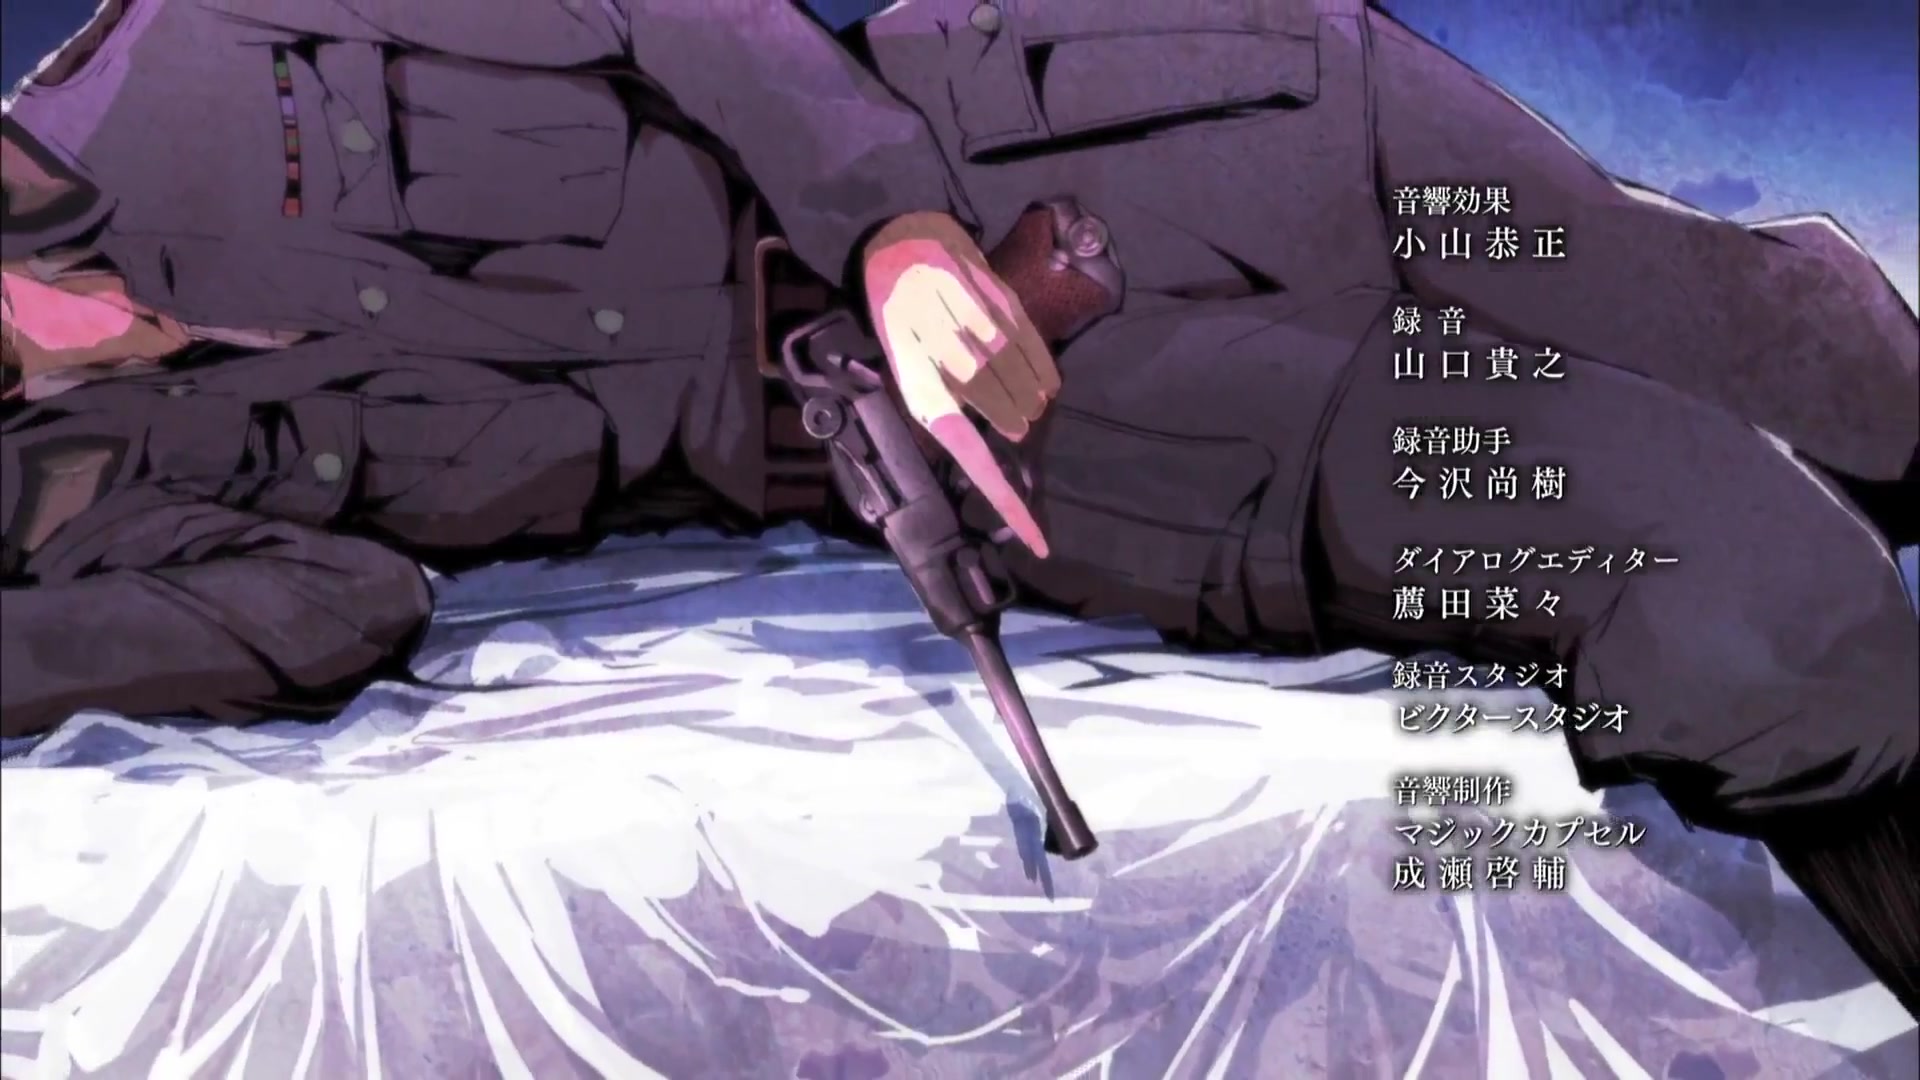 音響効果
小山恭正
録音
山口貴之
録音助手
今沢尚樹
ダイアログエディター
薦田菜々
録音スタジオ
ビクタースタジオ
音響制作
マジックカプセル
成瀬啓輔